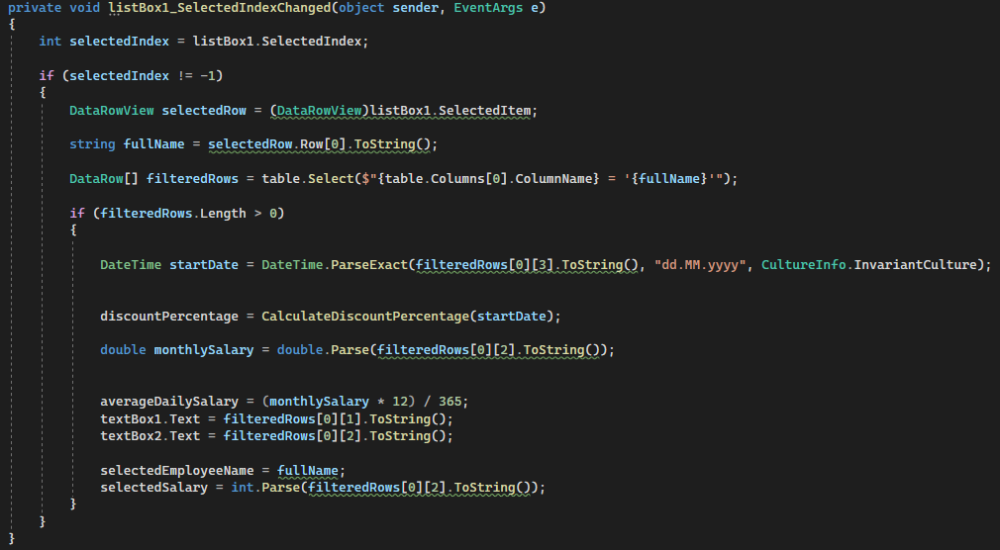 private void listBox1_SelectedIndexChanged(object sender, EventArgs e)
{
int selectedIndex = listBox1.SelectedIndex;
if (selectedIndex != -1)
{
DataRowView selectedRow = (DataRowView)listBox1.SelectedItem;
string fullName = selectedRow.Row[0].ToString();
DataRow[] filteredRows = table.Select($"{table.Columns[0].ColumnName} = '{fullName}'");
if (filteredRows.Length > 0)
{
DateTime startDate = DateTime.ParseExact(filteredRows[0][3].ToString(), "dd.MM.yyyy", CultureInfo.InvariantCulture);
discountPercentage = CalculateDiscountPercentage(startDate);
double monthlySalary = double.Parse(filteredRows[0][2].ToString());
averageDailySalary = (monthlySalary * 12) / 365;
textBox1.Text = filteredRows[0][1].ToString();
textBox2.Text = filteredRows[0][2].ToString();
selectedEmployeeName = fullName;
selectedSalary = int.Parse(filteredRows[0][2].ToString());
}
}
}